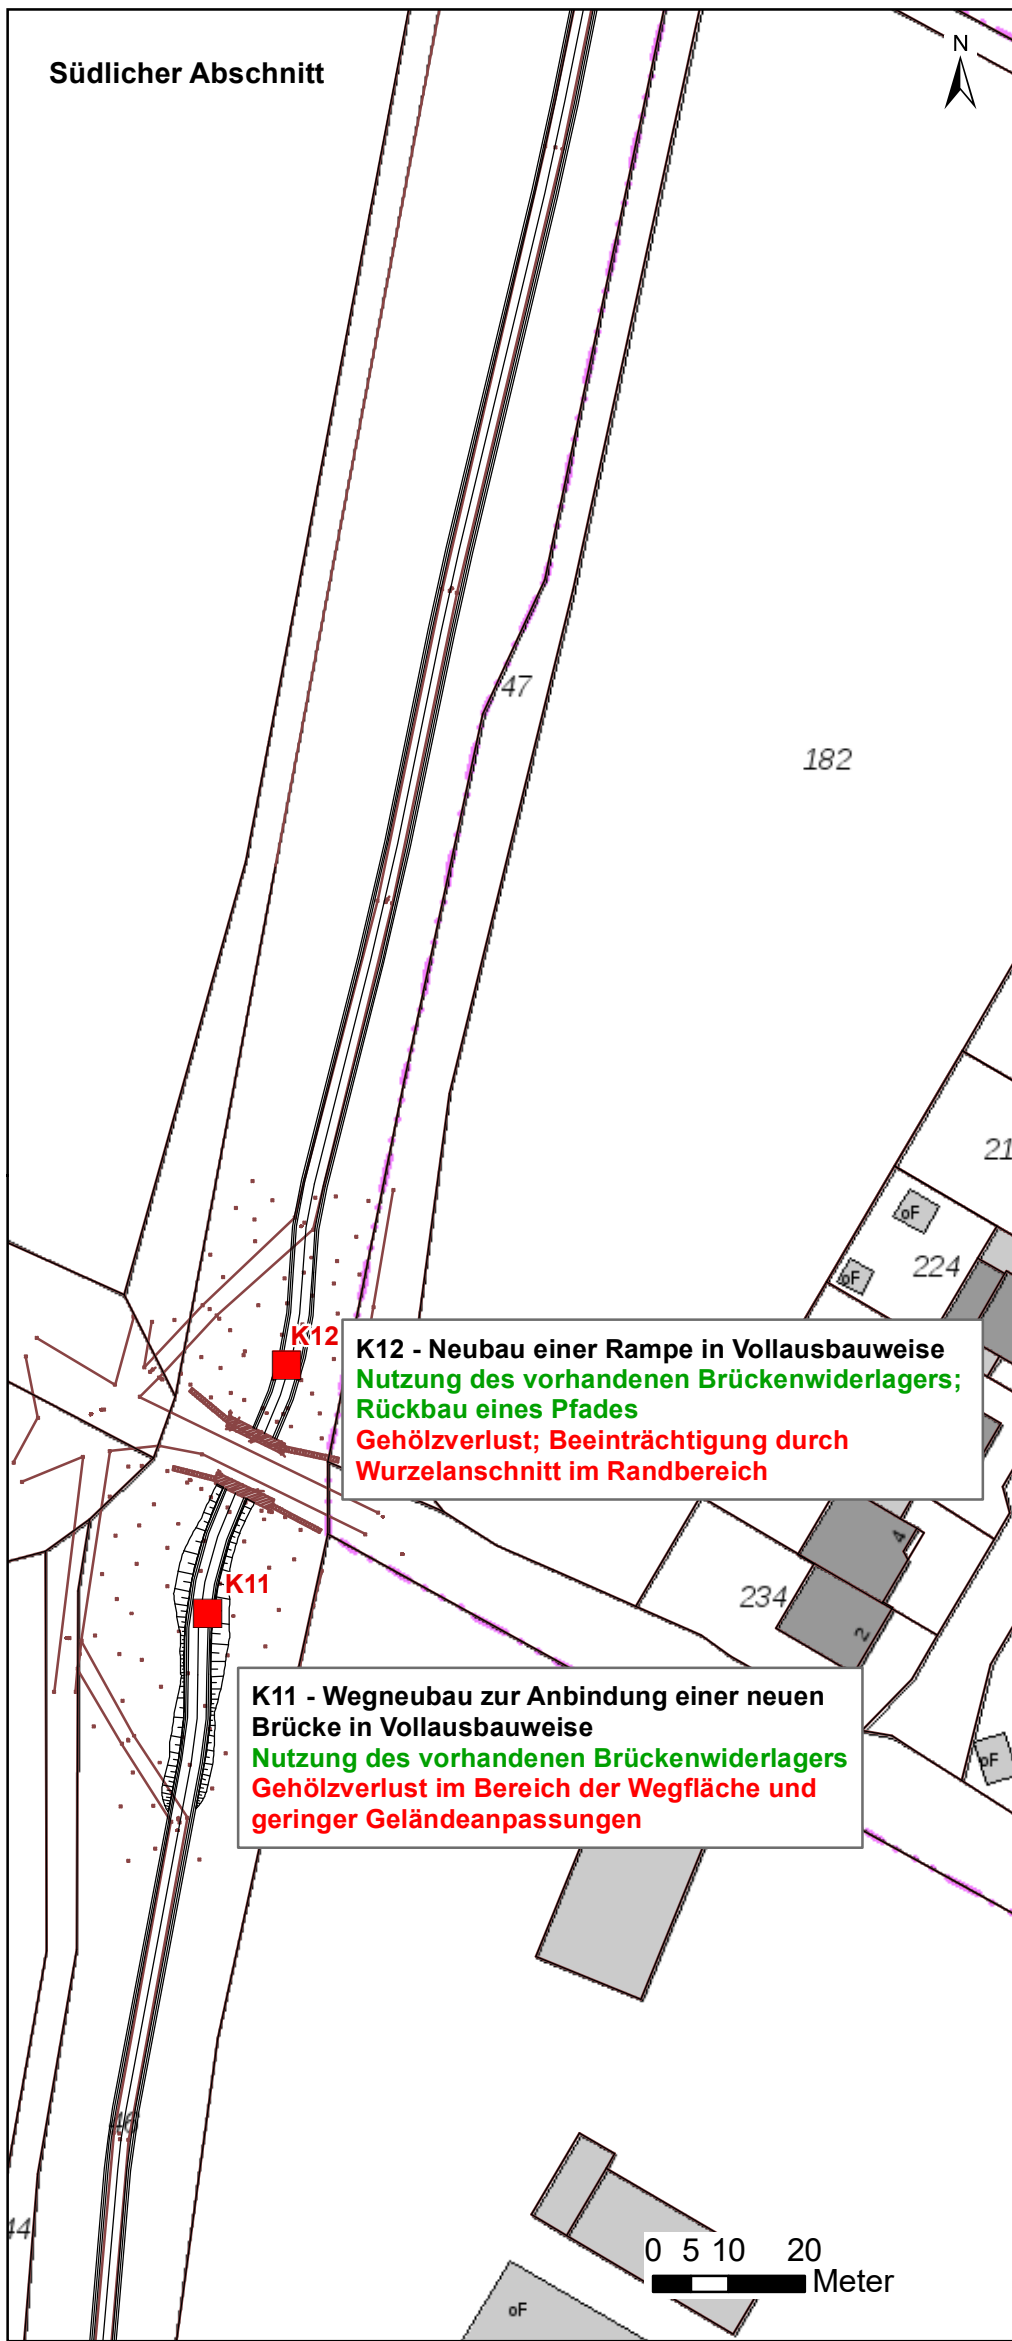 Südlicher Abschnitt
N
47
182
21
oF
224
oF
K12
K12 - Neubau einer Rampe in Vollausbauweise
Nutzung des vorhandenen Brückenwiderlagers;
Rückbau eines Pfades
Gehölzverlust; Beeinträchtigung durch
Wurzelanschnitt im Randbereich
4
K11
234
2
K11 - Wegneubau zur Anbindung einer neuen
Brücke in Vollausbauweise
Nutzung des vorhandenen Brückenwiderlagers
Gehölzverlust im Bereich der Wegfläche und
geringer Geländeanpassungen
oF
46
44
0 5 10 20
Meter
oF